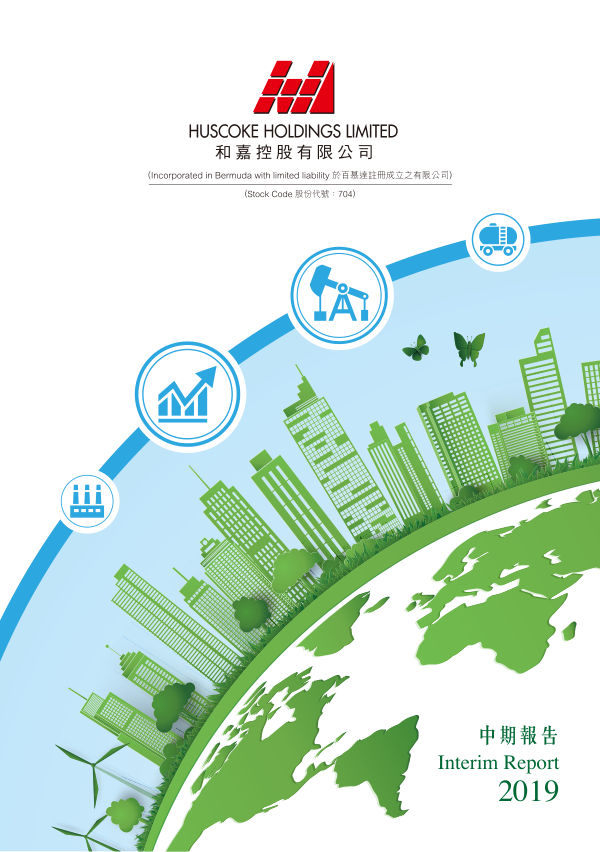 HUSCOKE HOLDINGS LIMITED
和嘉控股有限公司
(Incorporated in Bermuda with limited liability 於百慕達註冊成立之有限公司)
(Stock Code 股份代號：704)
中期報告
Interim Report
2019